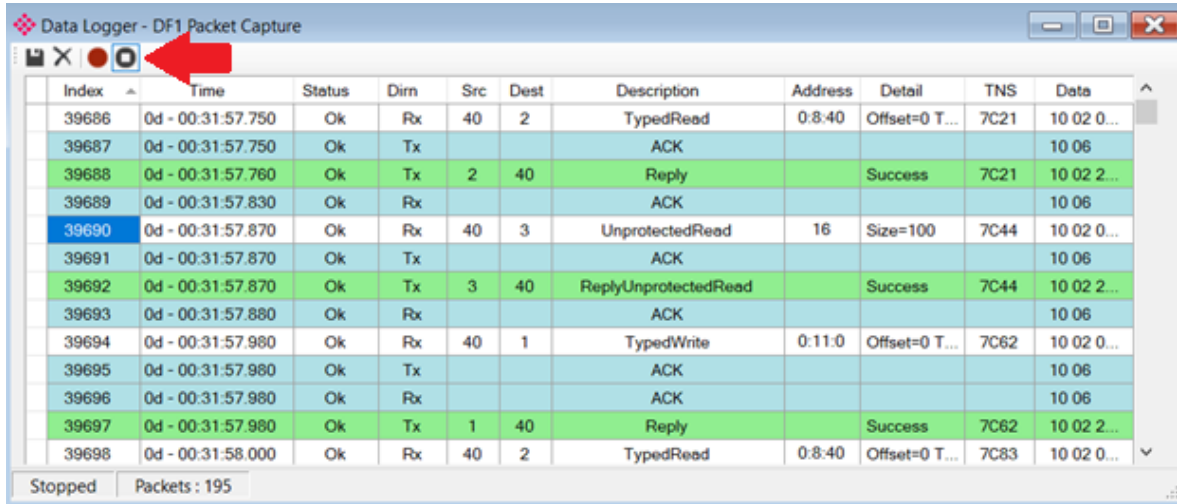 Data Logger - DF1 Packet Capture
Index Time Status Dirn Src Dest Description Address Detail TNS Data
39686 0d - 00:31:57.750 Ok Rx 40 2 TypedRead 0:8:40 Offset=0 T... 7C21 10 02 0...
39687 0d - 00:31:57.750 Ok Tx ACK 10 06
39688 0d - 00:31:57.760 Ok Tx 2 40 Reply Success 7C21 10 02 2...
39689 0d - 00:31:57.830 Ok Rx ACK 10 06
39690 0d - 00:31:57.870 Ok Rx 40 3 UnprotectedRead 16 Size=100 7C44 10 02 0...
39691 0d - 00:31:57.870 Ok Tx ACK 10 06
39692 0d - 00:31:57.870 Ok Tx 3 40 ReplyUnprotectedRead Success 7C44 10 02 2...
39693 0d - 00:31:57.880 Ok Rx ACK 10 06
39694 0d - 00:31:57.980 Ok Rx 40 1 TypedWrite 0:11:0 Offset=0 T... 7C62 10 02 0...
39695 0d - 00:31:57.980 Ok Tx ACK 10 06
39696 0d - 00:31:57.980 Ok Rx ACK 10 06
39697 0d - 00:31:57.980 Ok Tx 1 40 Reply Success 7C62 10 02 2...
39698 0d - 00:31:58.000 Ok Rx 40 2 TypedRead 0:8:40 Offset=0 T... 7C83 10 02 0...
Stopped Packets : 195